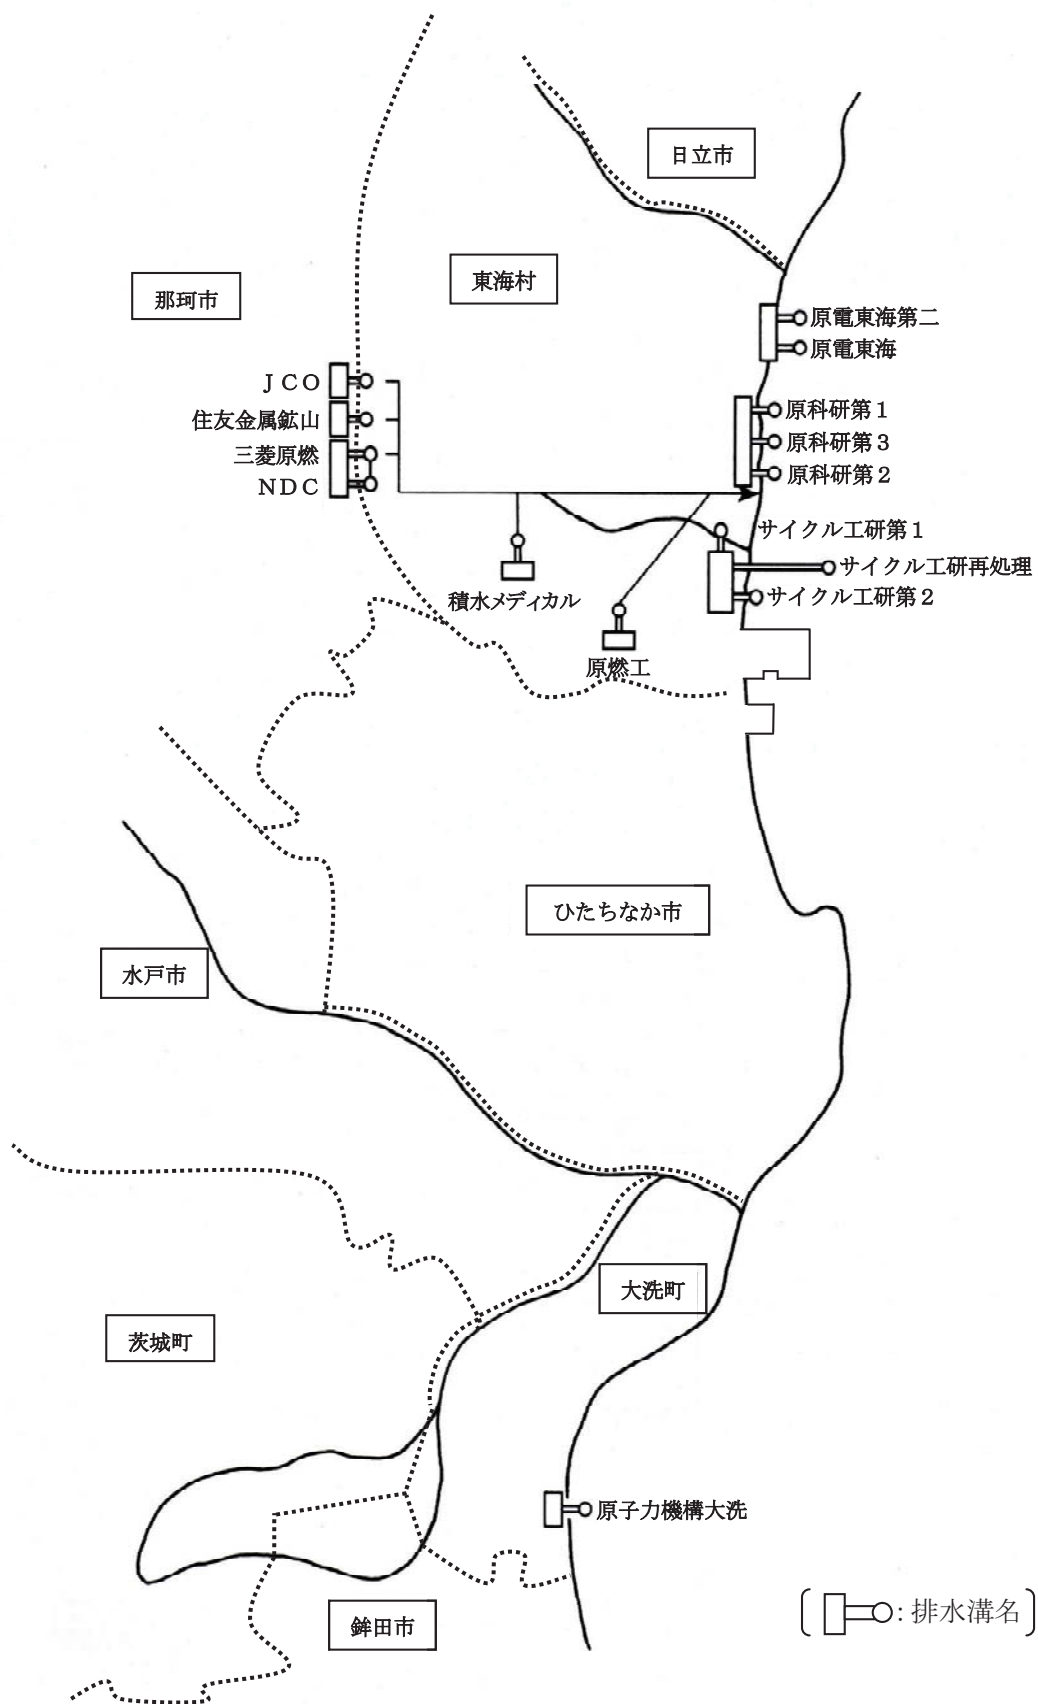 日立市
東海村
那珂市
原電東海第二
原電東海
ＪＣＯ
住友金属鉱山
三菱原燃
ＮＤＣ
原科研第１
原科研第３
原科研第２
サイクル工研第１
サイクル工研再処理
サイクル工研第２
積水メディカル
原燃工
ひたちなか市
水戸市
大洗町
茨城町
原子力機構大洗
鉾田市
：排水溝名